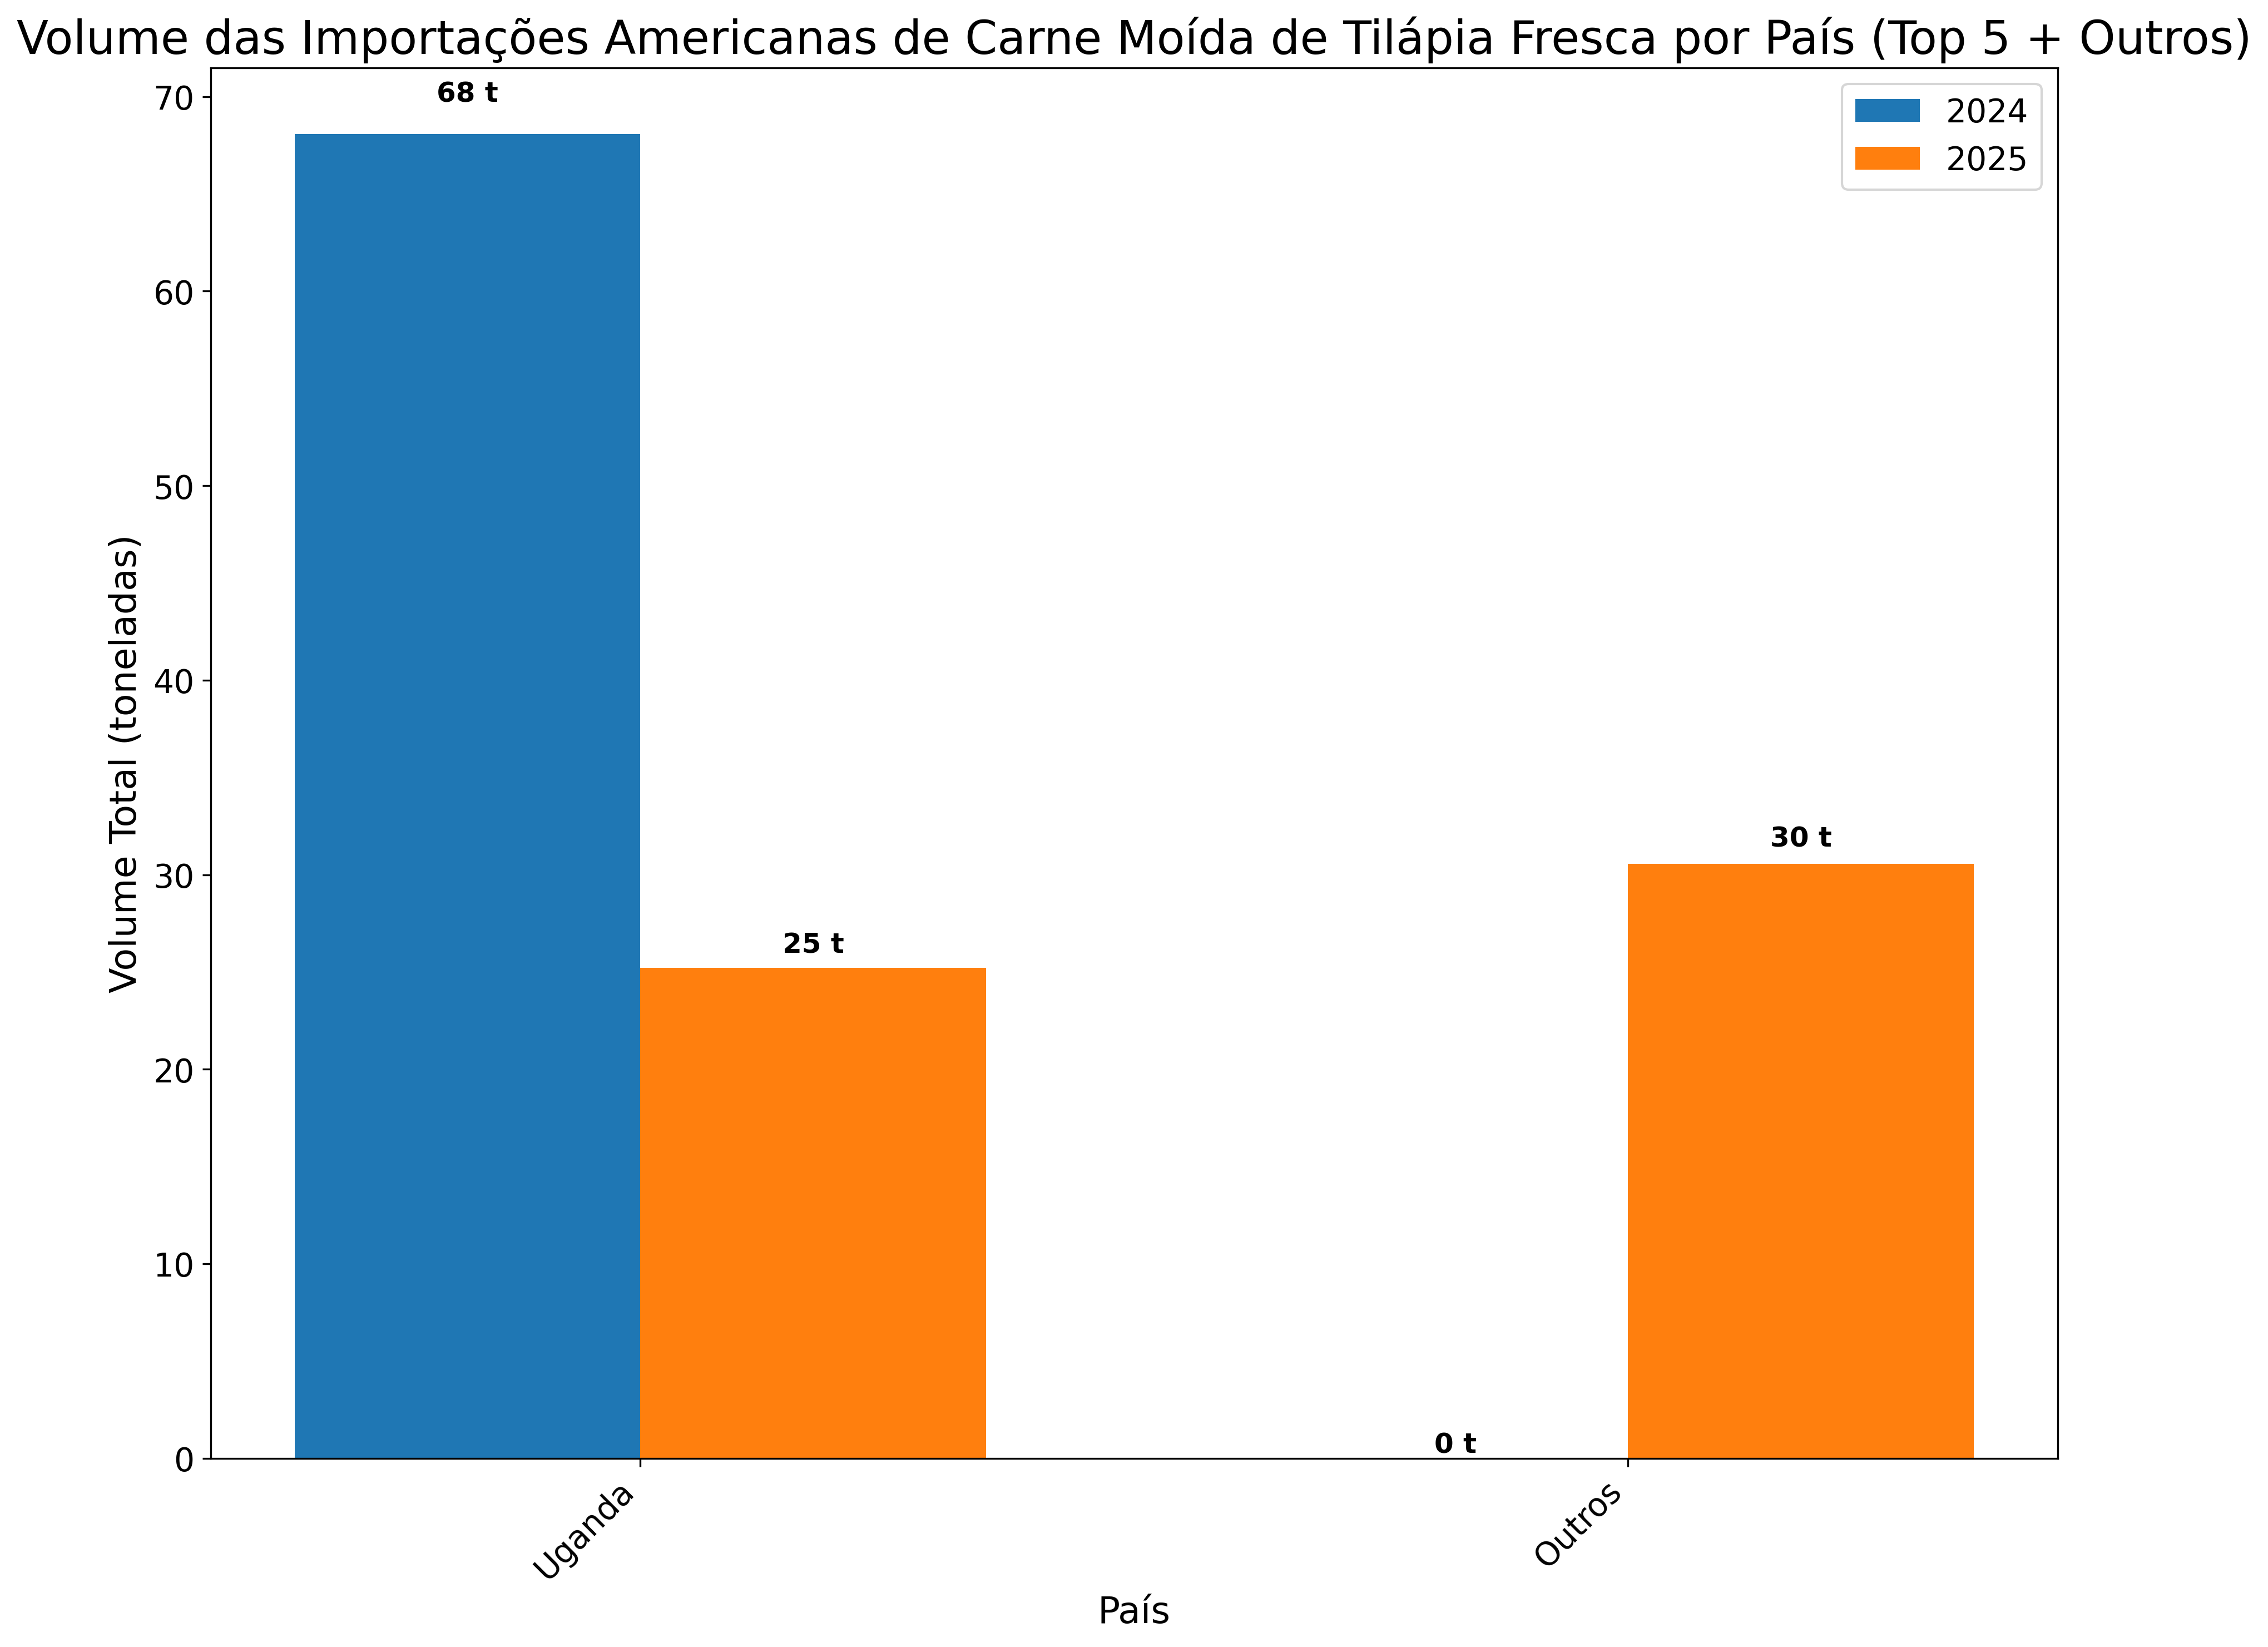 Volume das Importações Americanas de Carne Moída de Tilápia Fresca por País (Top 5 + Outros)
2024
2025
Volume Total (toneladas)
70
60
50
40
30
20
10
0
68 t
25 t
0 t
30 t
Uganda
Outros
País